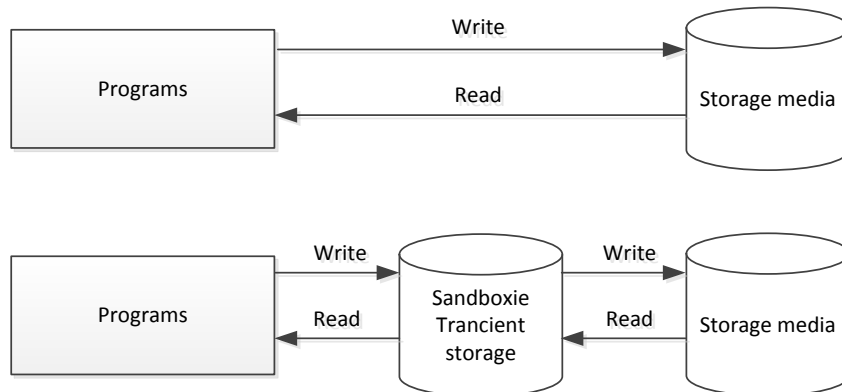 Write
Programs
Read
Storage media
Write
Write
Programs
Sandboxie
Trancient
storage
Read
Read
Storage media